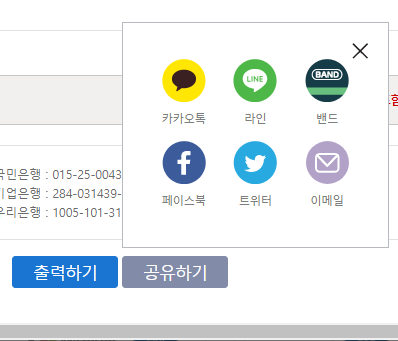 LINE
BAND
카카오톡 라인 밴드
페이스북 트위터 이메일
국민은행 : 015-25-0043
기업은행 : 284-031439-
우리은행 : 1005-101-31
출력하기 공유하기